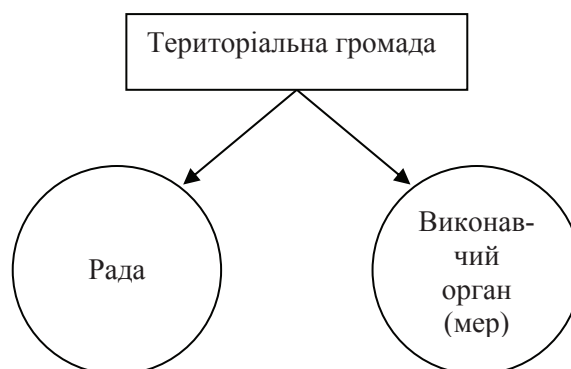 Територіальна громада
Рада
Виконав-
чий
орган
(мер)